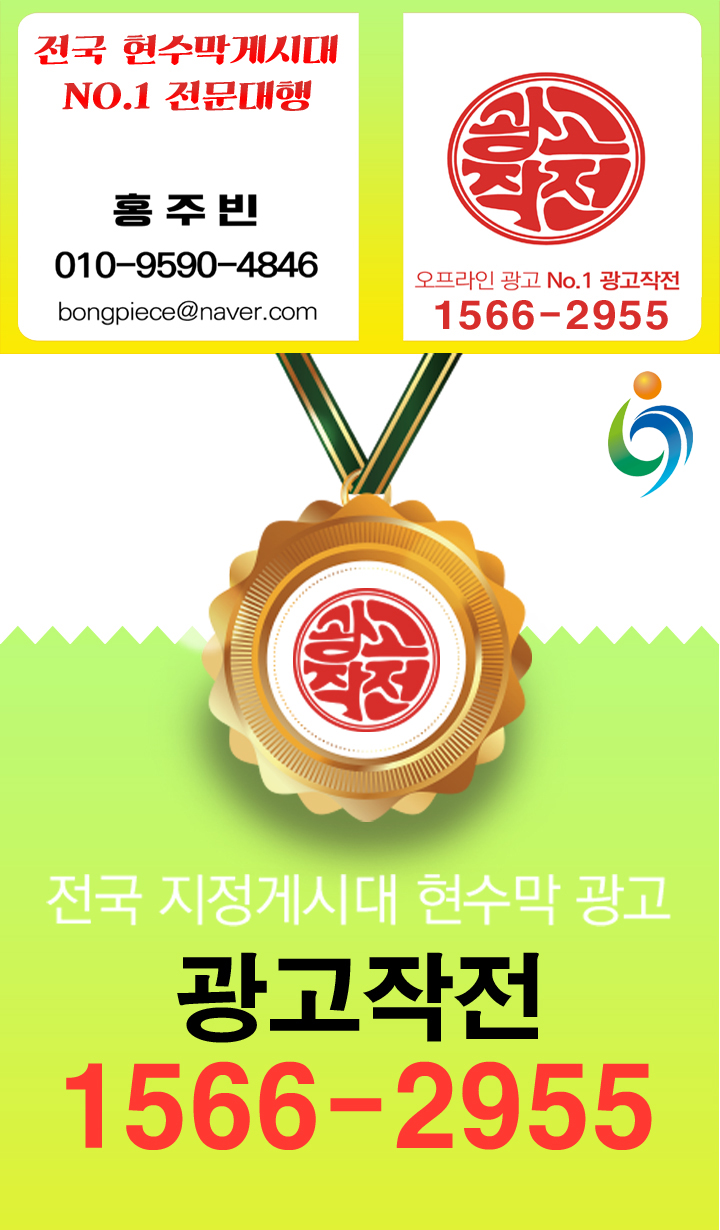 전국 현수막게시대
NO.1 전문대행
홍주빈
010-9590-4846
bongpiece@naver.com
광고
작전
오프라인 광고 No.1 광고작전
1566-2955
광고
작전
전국 지정게시대 현수막 광고
광고작전
1566-2955